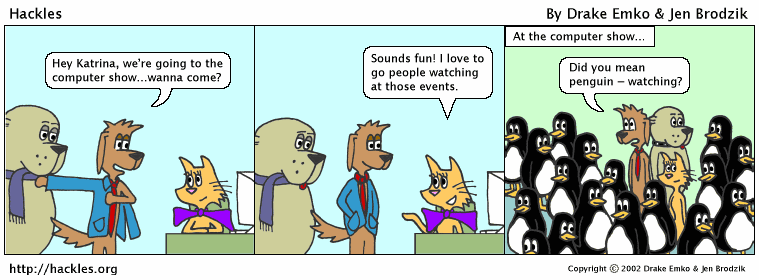 Hackles
By Drake Emko & Jen Brodzik
Hey Katrina, we're going to the
computer show...wanna come?
Sounds fun! I love to
go people watching
at those events.
At the computer show...
Did you mean
penguin – watching?
http://hackles.org
Copyright © 2002 Drake Emko & Jen Brodzik